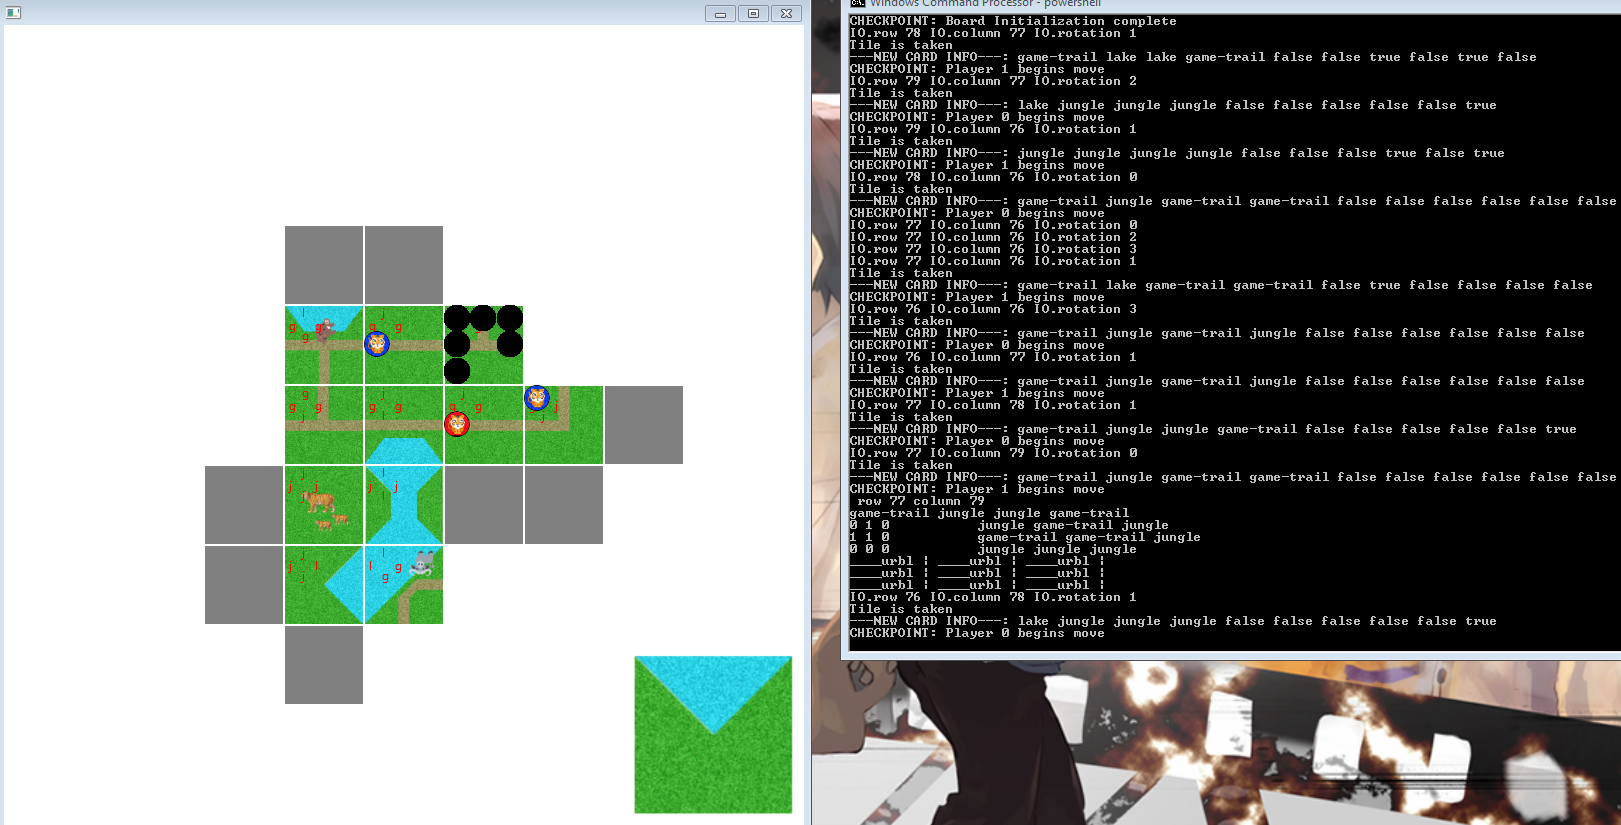 Windows Command Processor - powershell
CHECKPOINT: Board Initialization complete
IO.row 78 IO.column 77 IO.rotation 1
Tile is taken
---NEW CARD INFO---: game-trail lake lake game-trail false false true false true false
CHECKPOINT: Player 1 begins move
IO.row 79 IO.column 77 IO.rotation 2
Tile is taken
---NEW CARD INFO---: lake jungle jungle jungle false false false false false true
CHECKPOINT: Player 0 begins move
IO.row 79 IO.column 76 IO.rotation 1
Tile is taken
---NEW CARD INFO---: jungle jungle jungle jungle false false false true false true
CHECKPOINT: Player 1 begins move
IO.row 78 IO.column 76 IO.rotation 0
Tile is taken
---NEW CARD INFO---: game-trail jungle game-trail game-trail false false false false false false
CHECKPOINT: Player 0 begins move
IO.row 77 IO.column 76 IO.rotation 0
IO.row 77 IO.column 76 IO.rotation 2
IO.row 77 IO.column 76 IO.rotation 3
IO.row 77 IO.column 76 IO.rotation 1
Tile is taken
---NEW CARD INFO---: game-trail lake game-trail game-trail false true false false false false
CHECKPOINT: Player 1 begins move
IO.row 76 IO.column 76 IO.rotation 3
Tile is taken
---NEW CARD INFO---: game-trail jungle game-trail jungle false false false false false false
CHECKPOINT: Player 0 begins move
IO.row 76 IO.column 77 IO.rotation 1
Tile is taken
---NEW CARD INFO---: game-trail jungle game-trail jungle false false false false false false
CHECKPOINT: Player 1 begins move
IO.row 77 IO.column 78 IO.rotation 1
Tile is taken
---NEW CARD INFO---: game-trail jungle jungle game-trail false false false false false true
CHECKPOINT: Player 0 begins move
IO.row 77 IO.column 79 IO.rotation 0
Tile is taken
---NEW CARD INFO---: game-trail jungle game-trail game-trail false false false false false false
CHECKPOINT: Player 1 begins move
row 77 column 79
game-trail jungle jungle game-trail
0 1 0 jungle game-trail jungle
1 1 0 game-trail game-trail jungle
0 0 0 jungle jungle jungle
____urbl ¦ ____urbl ¦ ____urbl ¦
____urbl ¦ ____urbl ¦ ____urbl ¦
____urbl ¦ ____urbl ¦ ____urbl ¦
IO.row 76 IO.column 78 IO.rotation 1
Tile is taken
---NEW CARD INFO---: lake jungle jungle jungle false false false false false true
CHECKPOINT: Player 0 begins move